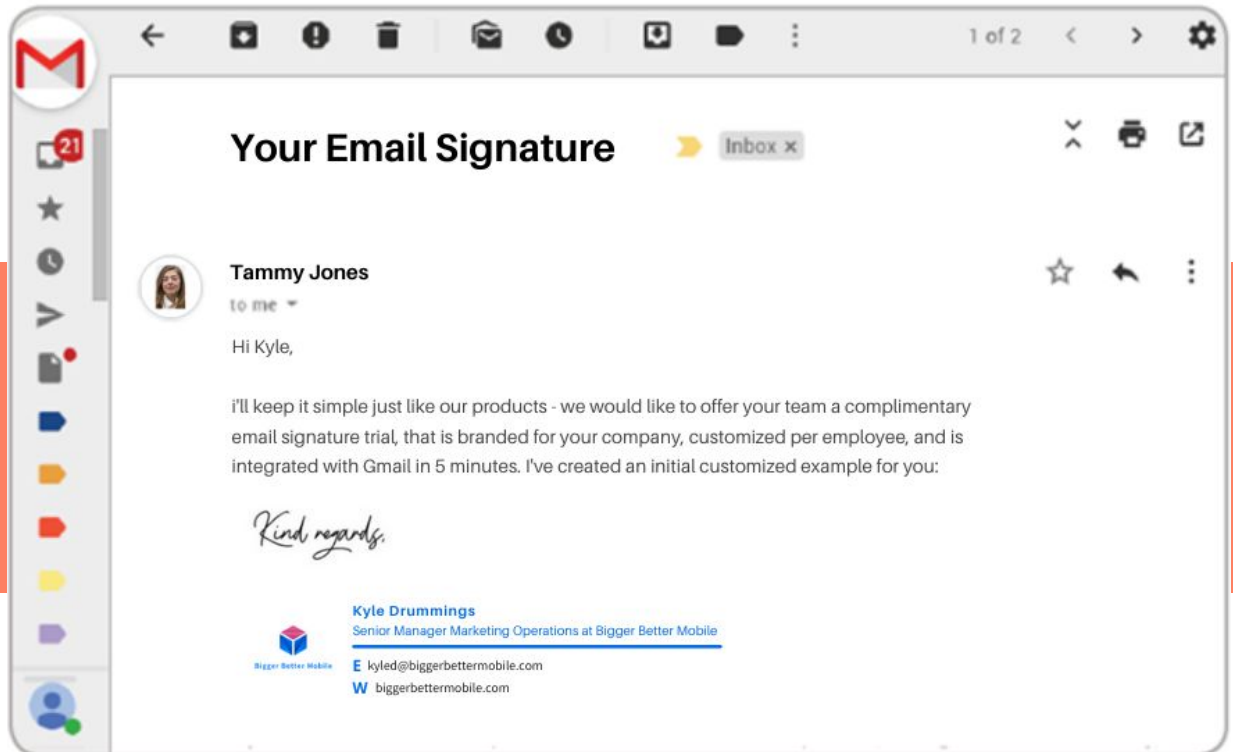 1 of 2
21
Your Email Signature
Inbox ×
Tammy Jones
to me
Hi Kyle,
i'll keep it simple just like our products - we would like to offer your team a complimentary
email signature trial, that is branded for your company, customized per employee, and is
integrated with Gmail in 5 minutes. I've created an initial customized example for you:
Kind regards,
Kyle Drummings
Senior Manager Marketing Operations at Bigger Better Mobile
Bigger Better Mobile
E kyled@biggerbettermobile.com
W biggerbettermobile.com